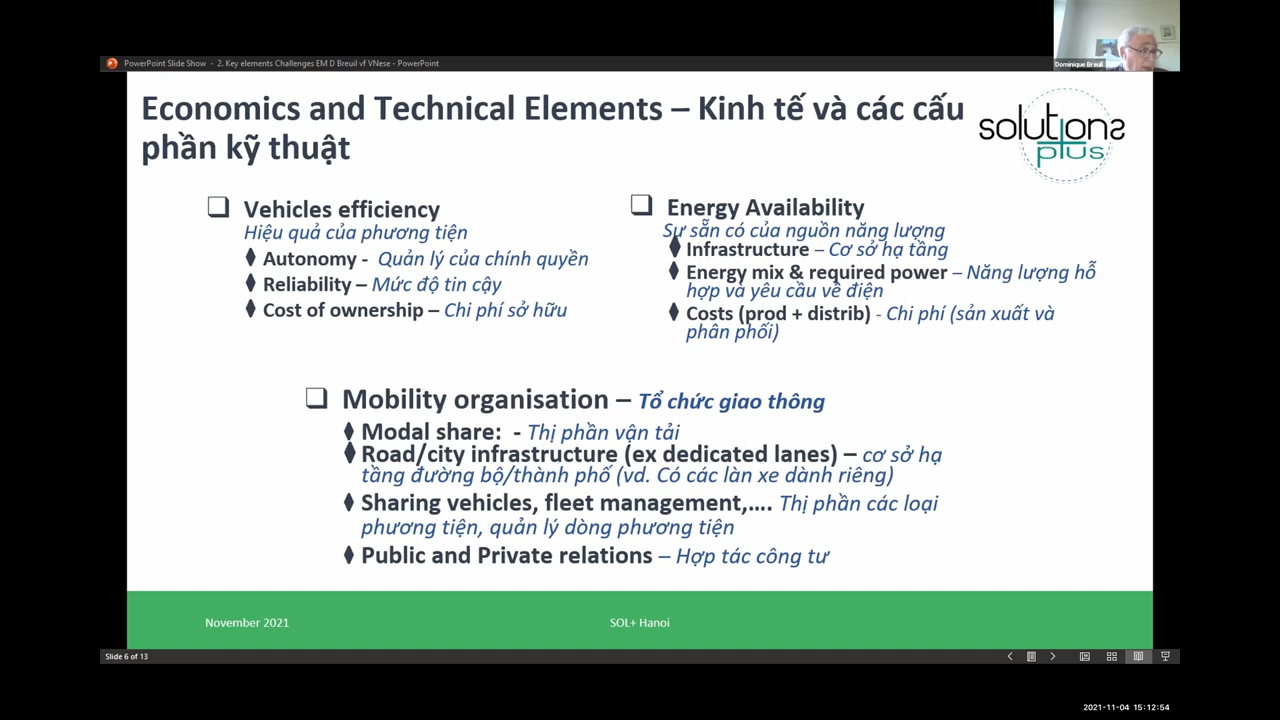 PowerPoint Slide Show - 2. Key elements Challenges EM D Breuil vf VNese - PowerPoint
Dominique Breuil
Economics and Technical Elements – Kinh tế và các cấu
phần kỹ thuật
solutions
plus
Vehicles efficiency
Hiệu quả của phương tiện
Autonomy - Quản lý của chính quyền
Reliability – Mức độ tin cậy
Cost of ownership – Chi phí sở hữu
Energy Availability
Sự sẵn có của nguồn năng lượng
Infrastructure – Cơ sở hạ tầng
Energy mix & required power – Năng lượng hỗ
hợp và yêu cầu về điện
Costs (prod + distrib) - Chi phí (sản xuất và
phân phối)
Mobility organisation – Tổ chức giao thông
Modal share: - Thị phần vận tải
Road/city infrastructure (ex dedicated lanes) – cơ sở hạ
tầng đường bộ/thành phố (vd. Có các làn xe dành riêng)
Sharing vehicles, fleet management,.... Thị phần các loại
phương tiện, quản lý dòng phương tiện
Public and Private relations – Hợp tác công tư
November 2021
SOL+ Hanoi
Slide 6 of 13
2021-11-04 15:12:54